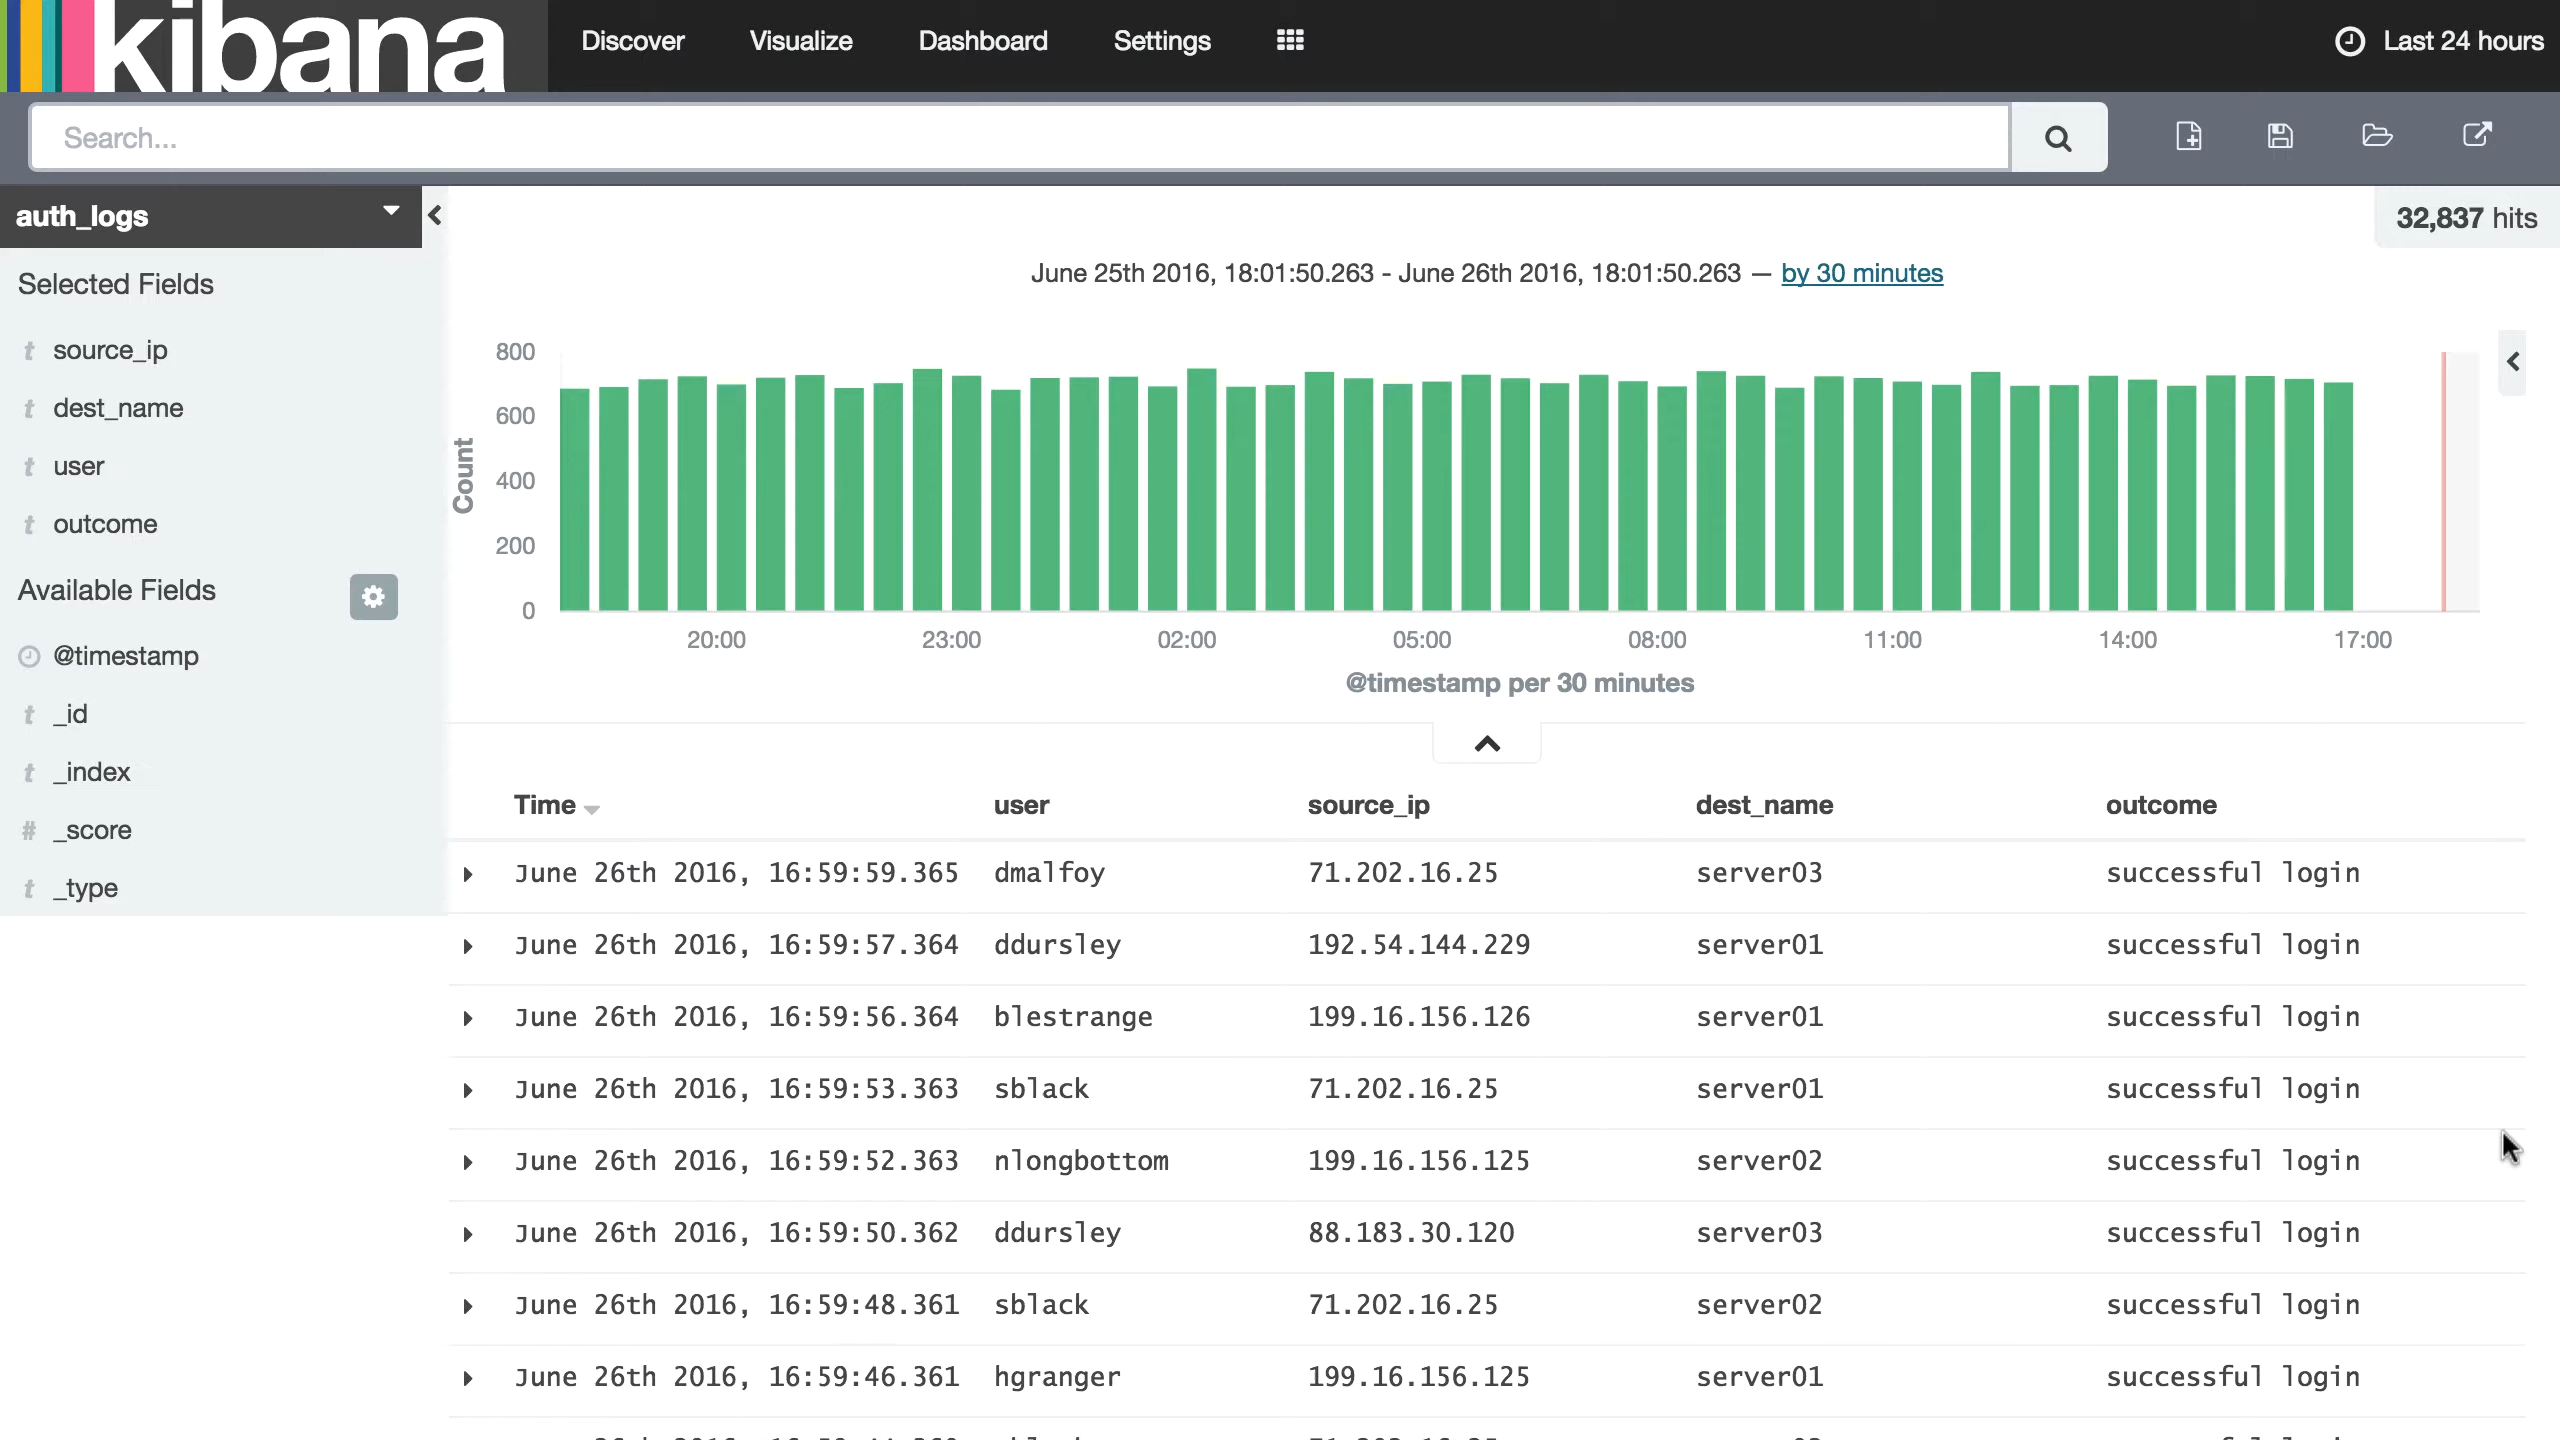 kibana Discover Visualize Dashboard Settings Last 24 hours
Search...
auth_logs 32,837 hits
Selected Fields
source_ip
dest_name
user
outcome
Available Fields
@timestamp
_id
_index
_score
_type
June 25th 2016, 18:01:50.263 - June 26th 2016, 18:01:50.263 — by 30 minutes
Count
800
600
400
200
0
20:00 23:00 02:00 05:00 08:00 11:00 14:00 17:00
@timestamp per 30 minutes
Time user source_ip dest_name outcome
June 26th 2016, 16:59:59.365 dmalfoy 71.202.16.25 server03 successful login
June 26th 2016, 16:59:57.364 ddursley 192.54.144.229 server01 successful login
June 26th 2016, 16:59:56.364 blestrange 199.16.156.126 server01 successful login
June 26th 2016, 16:59:53.363 sblack 71.202.16.25 server01 successful login
June 26th 2016, 16:59:52.363 nlongbottom 199.16.156.125 server02 successful login
June 26th 2016, 16:59:50.362 ddursley 88.183.30.120 server03 successful login
June 26th 2016, 16:59:48.361 sblack 71.202.16.25 server02 successful login
June 26th 2016, 16:59:46.361 hgranger 199.16.156.125 server01 successful login